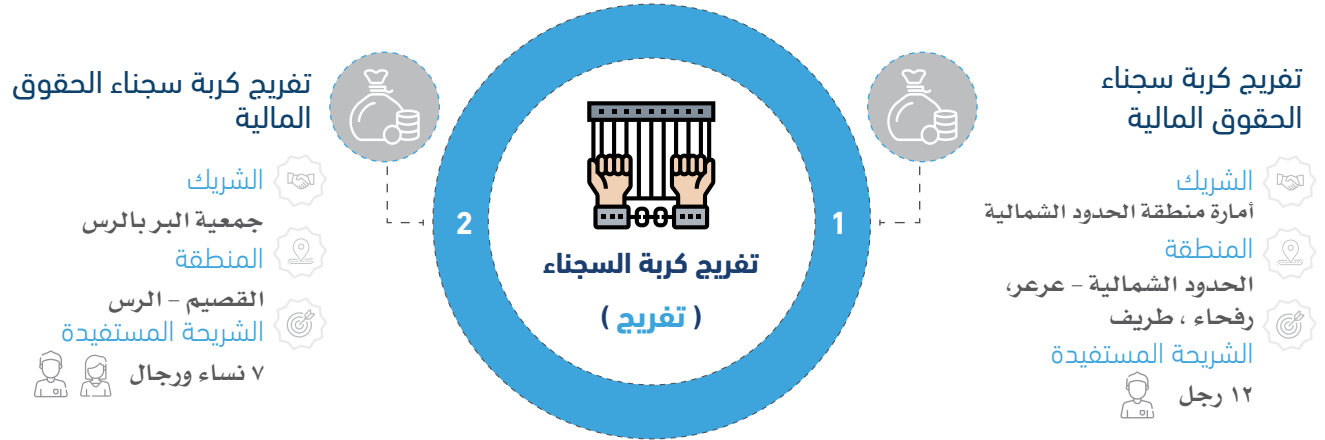 تفريج كربة سجناء
الحقوق المالية
الشريك
أمارة منطقة الحدود الشمالية
المنطقة
الحدود الشمالية - عرعر،
رفحاء ، طريف
الشريحة المستفيدة
١٢ رجل
1
تفريج كربة السجناء
( تفريج )
2
تفريج كربة سجناء الحقوق
المالية
الشريك
جمعية البر بالرس
المنطقة
القصيم - الرس
الشريحة المستفيدة
٧ نساء ورجال